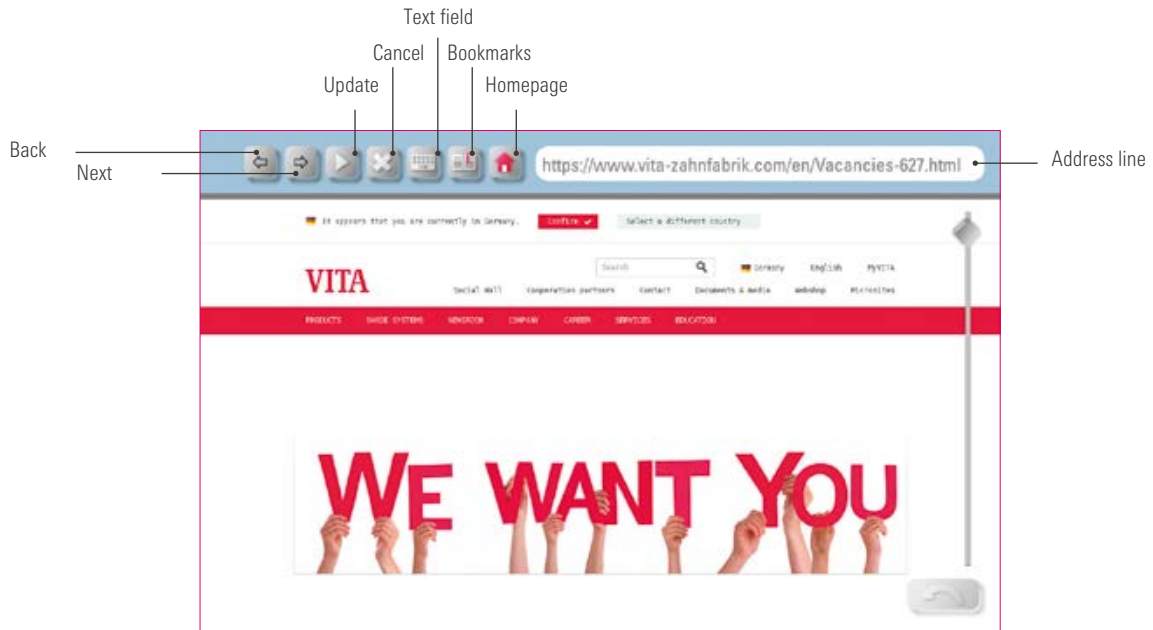 Text field
Cancel Bookmarks
Update Homepage
Back
Next
https://www.vita-zahnfabrik.com/en/Vacancies-627.html
Address line
It appears that you are currently in Germany. Confirm Select a different country
Search Germany English MyVITA
VITA
Social Wall Cooperation partners Contact Documents & media Webshop Microsites
PRODUCTS SHADE SYSTEMS NEWSROOM COMPANY CAREER SERVICES EDUCATION
WE WANT YOU